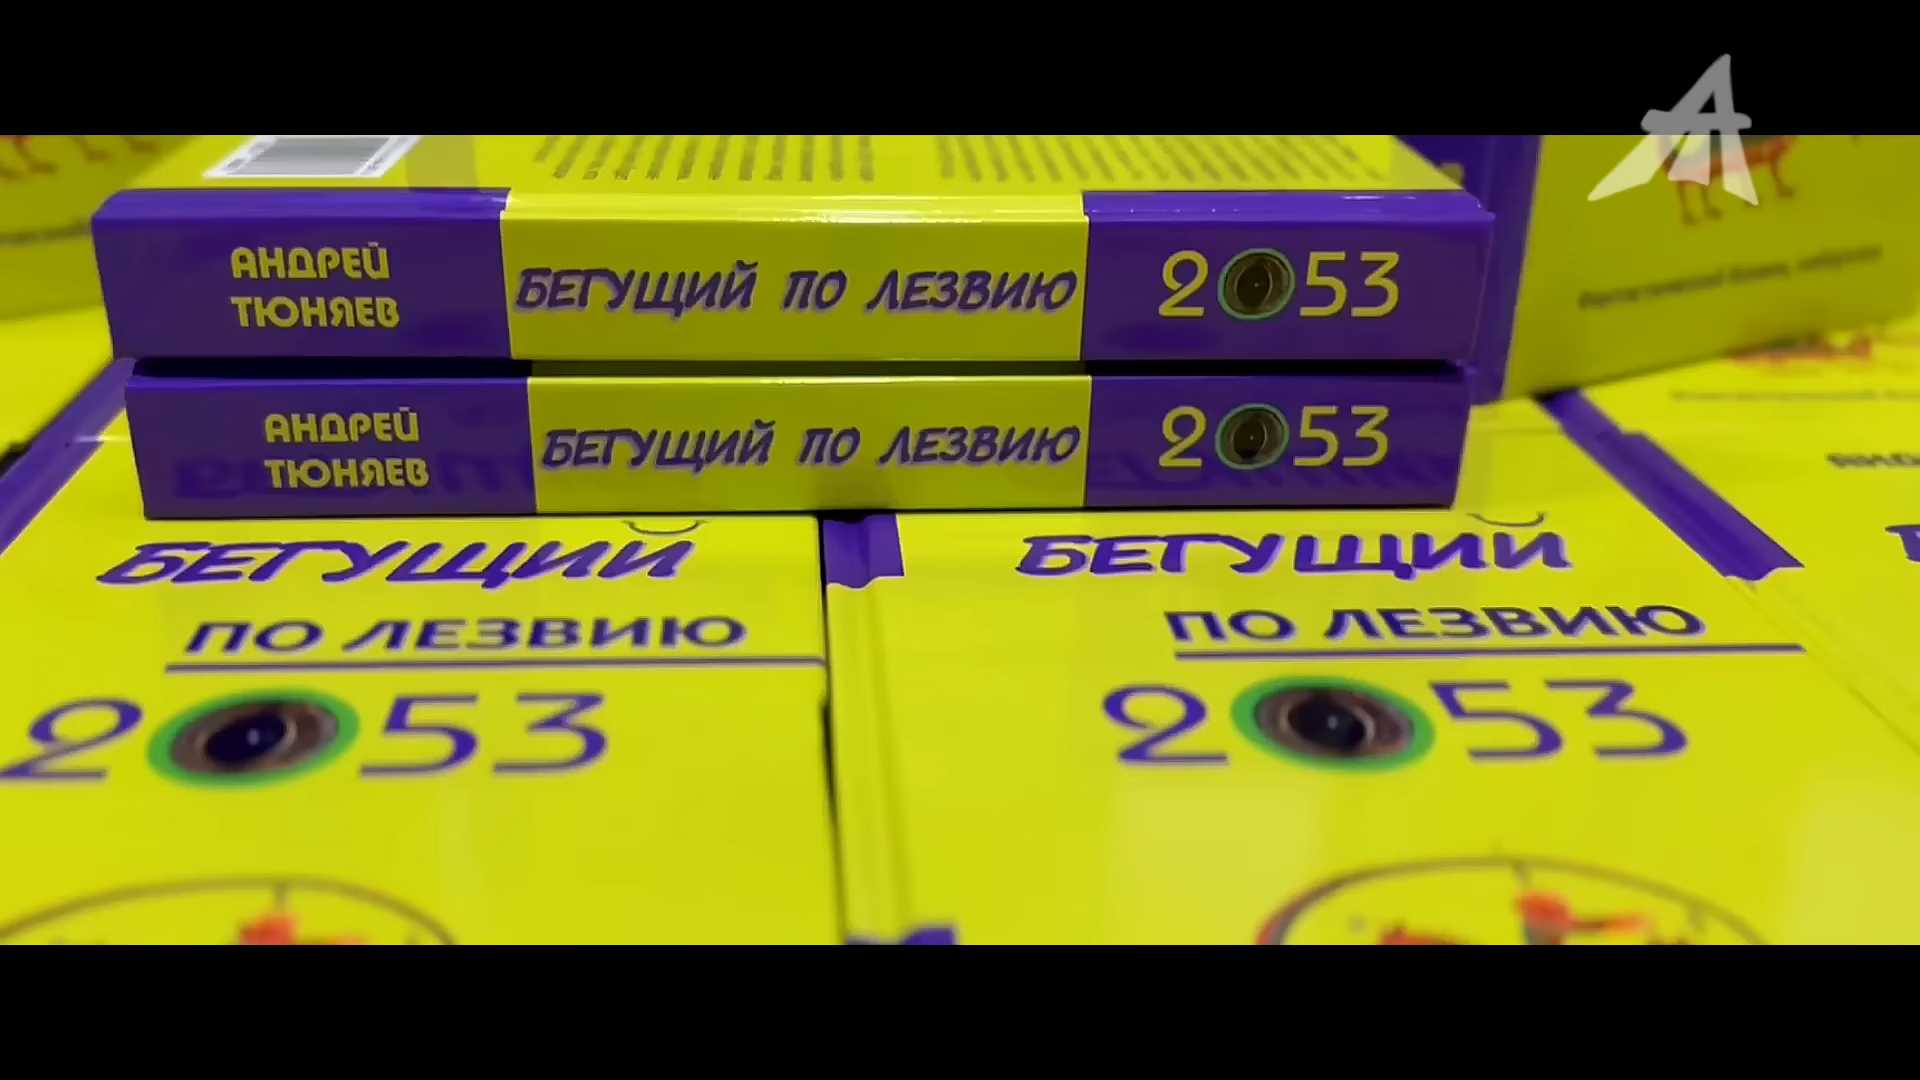 АНДРЕЙ
ТЮНЯЕВ
БЕГУЩИЙ ПО ЛЕЗВИЮ
2053
АНДРЕЙ
ТЮНЯЕВ
БЕГУЩИЙ ПО ЛЕЗВИЮ
2053
БЕГУЩИЙ
ПО ЛЕЗВИЮ
2053
БЕГУЩИЙ
ПО ЛЕЗВИЮ
2053